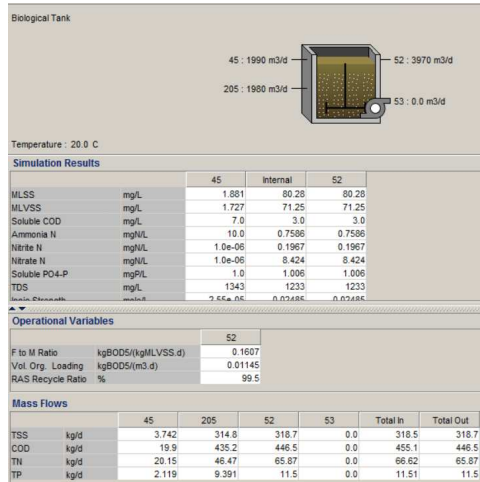 Biological Tank
45 : 1990 m3/d
52 : 3970 m3/d
205 : 1980 m3/d
53 : 0.0 m3/d
Temperature : 20.0 C
Simulation Results
45 Internal 52
MLSS mg/L 1.881 80.28 80.28
MLVSS mg/L 1.727 71.25 71.25
Soluble COD mg/L 7.0 3.0 3.0
Ammonia N mgN/L 10.0 0.7586 0.7586
Nitrite N mgN/L 1.0e-06 0.1967 0.1967
Nitrate N mgN/L 1.0e-06 8.424 8.424
Soluble PO4-P mgP/L 1.0 1.006 1.006
TDS mg/L 1343 1233 1233
Ionic Strength 2.55e-05 0.02485 0.02485
Operational Variables
52
F to M Ratio kgBOD5/(kgMLVSS.d) 0.1607
Vol. Org. Loading kgBOD5/(m3.d) 0.01145
RAS Recycle Ratio % 99.5
Mass Flows
45 205 52 53 Total In Total Out
TSS kg/d 3.742 314.8 318.7 0.0 318.5 318.7
COD kg/d 19.9 435.2 446.5 0.0 455.1 446.5
TN kg/d 20.15 46.47 65.87 0.0 66.62 65.87
TP kg/d 2.119 9.391 11.5 0.0 11.51 11.5